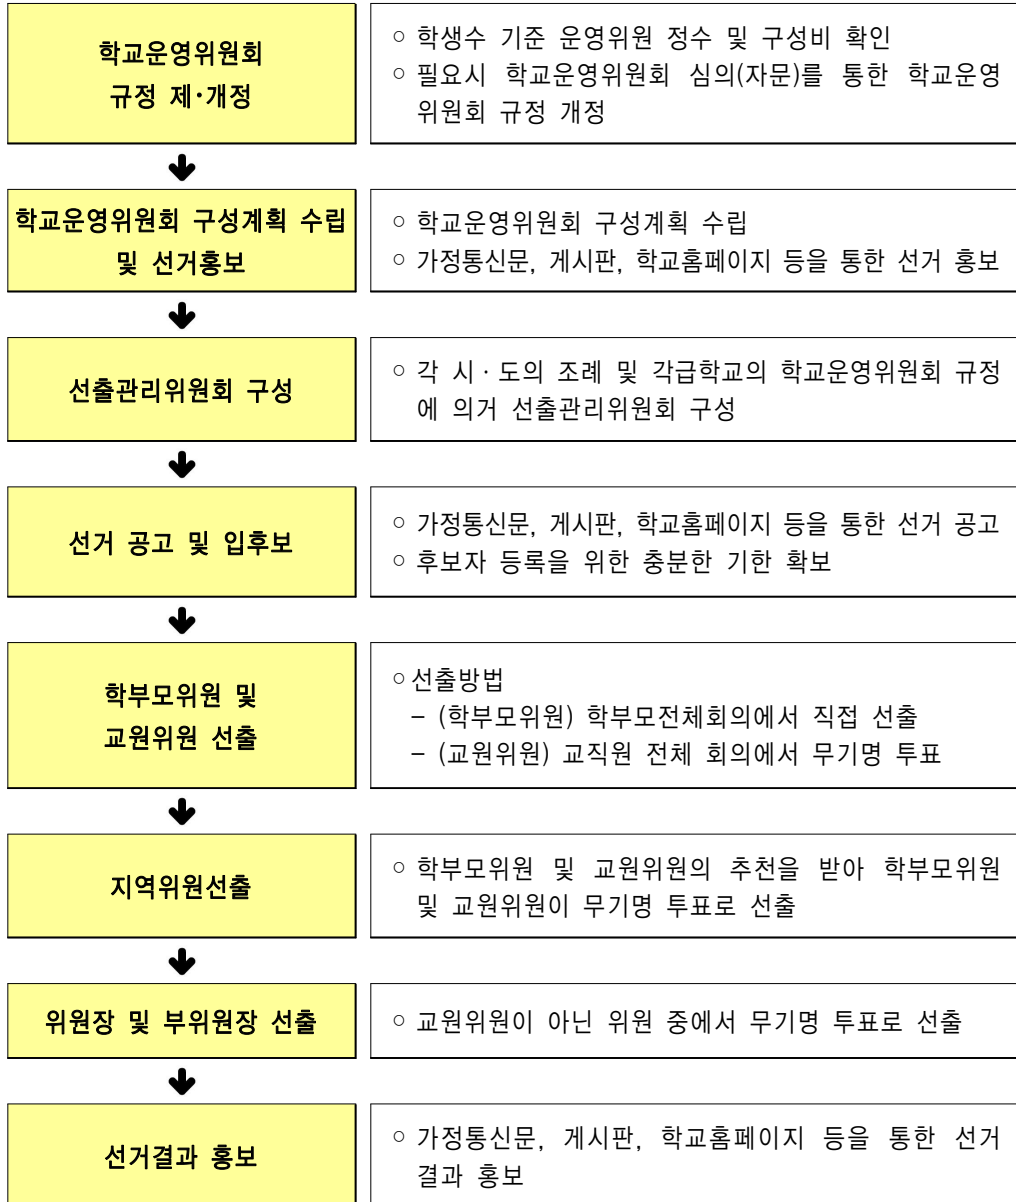 학교운영위원회
규정 제·개정
○ 학생수 기준 운영위원 정수 및 구성비 확인
○ 필요시 학교운영위원회 심의(자문)를 통한 학교운영
위원회 규정 개정
학교운영위원회 구성계획 수립
및 선거홍보
○ 학교운영위원회 구성계획 수립
○ 가정통신문, 게시판, 학교홈페이지 등을 통한 선거 홍보
선출관리위원회 구성
○ 각 시·도의 조례 및 각급학교의 학교운영위원회 규정
에 의거 선출관리위원회 구성
선거 공고 및 입후보
○ 가정통신문, 게시판, 학교홈페이지 등을 통한 선거 공고
○ 후보자 등록을 위한 충분한 기한 확보
학부모위원 및
교원위원 선출
○ 선출방법
– (학부모위원) 학부모전체회의에서 직접 선출
– (교원위원) 교직원 전체 회의에서 무기명 투표
지역위원선출
○ 학부모위원 및 교원위원의 추천을 받아 학부모위원
및 교원위원이 무기명 투표로 선출
위원장 및 부위원장 선출
○ 교원위원이 아닌 위원 중에서 무기명 투표로 선출
선거결과 홍보
○ 가정통신문, 게시판, 학교홈페이지 등을 통한 선거
결과 홍보